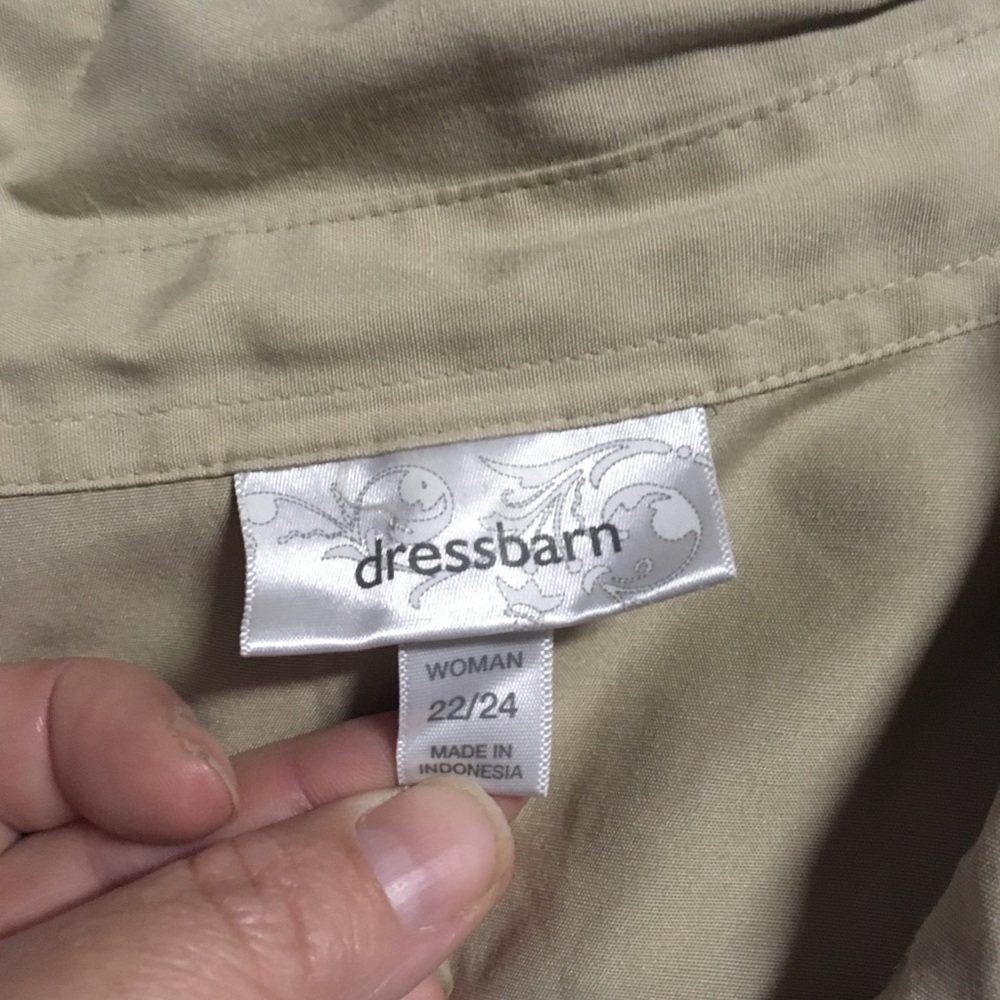 dressbarn
WOMAN
22/24
MADE IN
INDONESIA